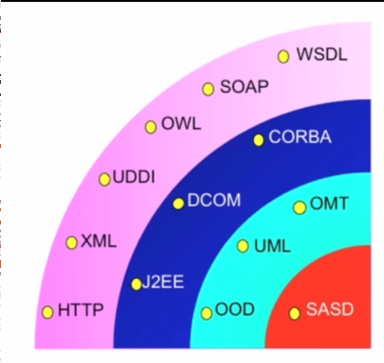 WSDL
SOAP
OWL
CORBA
UDDI
DCOM
OMT
XML
UML
J2EE
HTTP
OOD
SASD